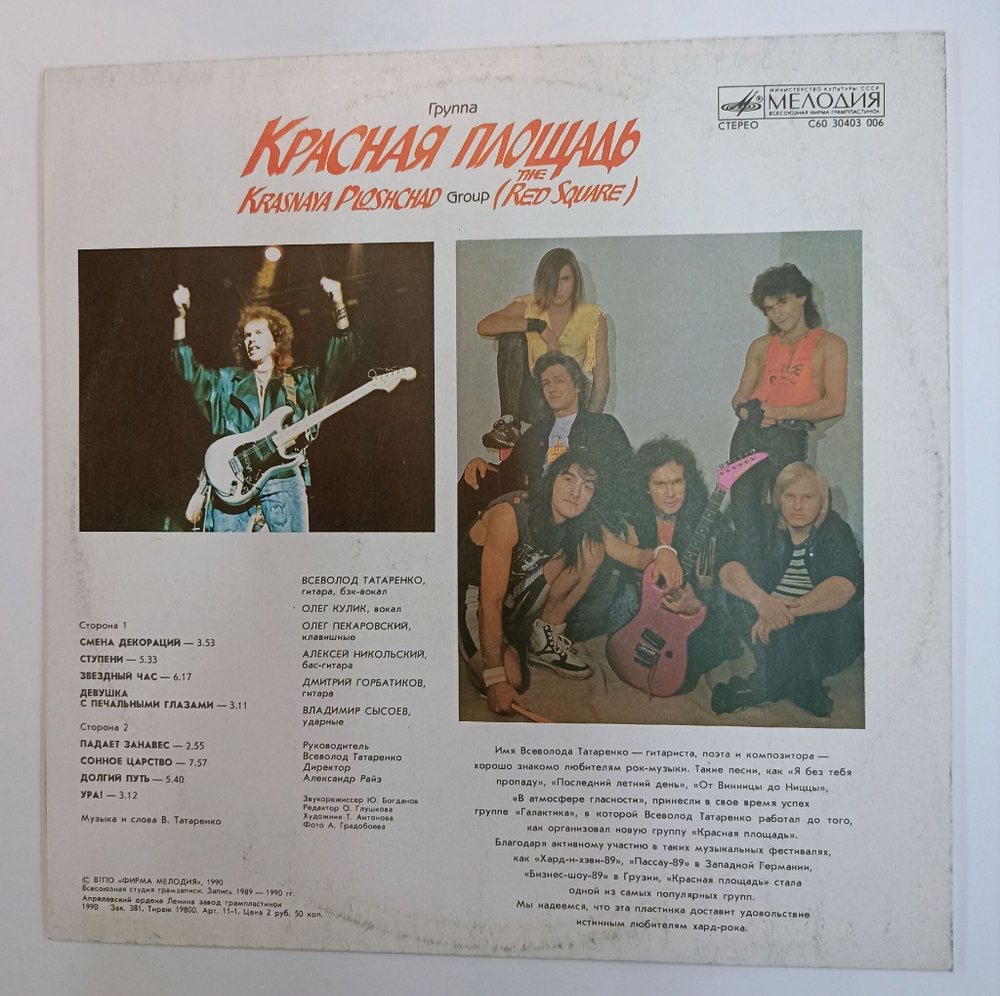 Группа
КРАСНАЯ ПЛОЩАДЬ
KRASNAYA PLOSHCHAD Group (THE RED SQUARE)
МИНИСТЕРСТВО КУЛЬТУРЫ СССР
МЕЛОДИЯ
ВСЕСОЮЗНАЯ ФИРМА ГРАМПЛАСТИНОК
СТЕРЕО С60 30403 006
ВСЕВОЛОД ТАТАРЕНКО,
гитара, бэк-вокал
ОЛЕГ КУЛИК, вокал
ОЛЕГ ПЕКАРОВСКИЙ,
клавишные
АЛЕКСЕЙ НИКОЛЬСКИЙ,
бас-гитара
ДМИТРИЙ ГОРБАТИКОВ,
гитара
ВЛАДИМИР СЫСОЕВ,
ударные
Руководитель
Всеволод Татаренко
Директор
Александр Райз
Звукорежиссер Ю. Богданов
Редактор О. Глушкова
Художник Т. Антонова
Фото А. Градобоева
Сторона 1
СМЕНА ДЕКОРАЦИЙ — 3.53
СТУПЕНИ — 5.33
ЗВЕЗДНЫЙ ЧАС — 6.17
ДЕВУШКА
С ПЕЧАЛЬНЫМИ ГЛАЗАМИ — 3.11
Сторона 2
ПАДАЕТ ЗАНАВЕС — 2.55
СОННОЕ ЦАРСТВО — 7.57
ДОЛГИЙ ПУТЬ — 5.40
УРА! — 3.12
Музыка и слова В. Татаренко
Ⓒ ВТПО «ФИРМА МЕЛОДИЯ», 1990
Всесоюзная студия грамзаписи. Запись 1989 — 1990 гг.
Апрелевский ордена Ленина завод грампластинок
1990 Зак. 381. Тираж 19800. Арт. 11-1. Цена 2 руб. 50 коп.
Имя Всеволода Татаренко — гитариста, поэта и композитора —
хорошо знакомо любителям рок-музыки. Такие песни, как «Я без тебя
пропаду», «Последний летний день», «От Винницы до Ниццы»,
«В атмосфере гласности», принесли в свое время успех
группе «Галактика», в которой Всеволод Татаренко работал до того,
как организовал новую группу «Красная площадь».
Благодаря активному участию в таких музыкальных фестивалях,
как «Хард-н-хэви-89», «Пассау-89» в Западной Германии,
«Бизнес-шоу-89» в Грузии, «Красная площадь» стала
одной из самых популярных групп.
Мы надеемся, что эта пластинка доставит удовольствие
истинным любителям хард-рока.